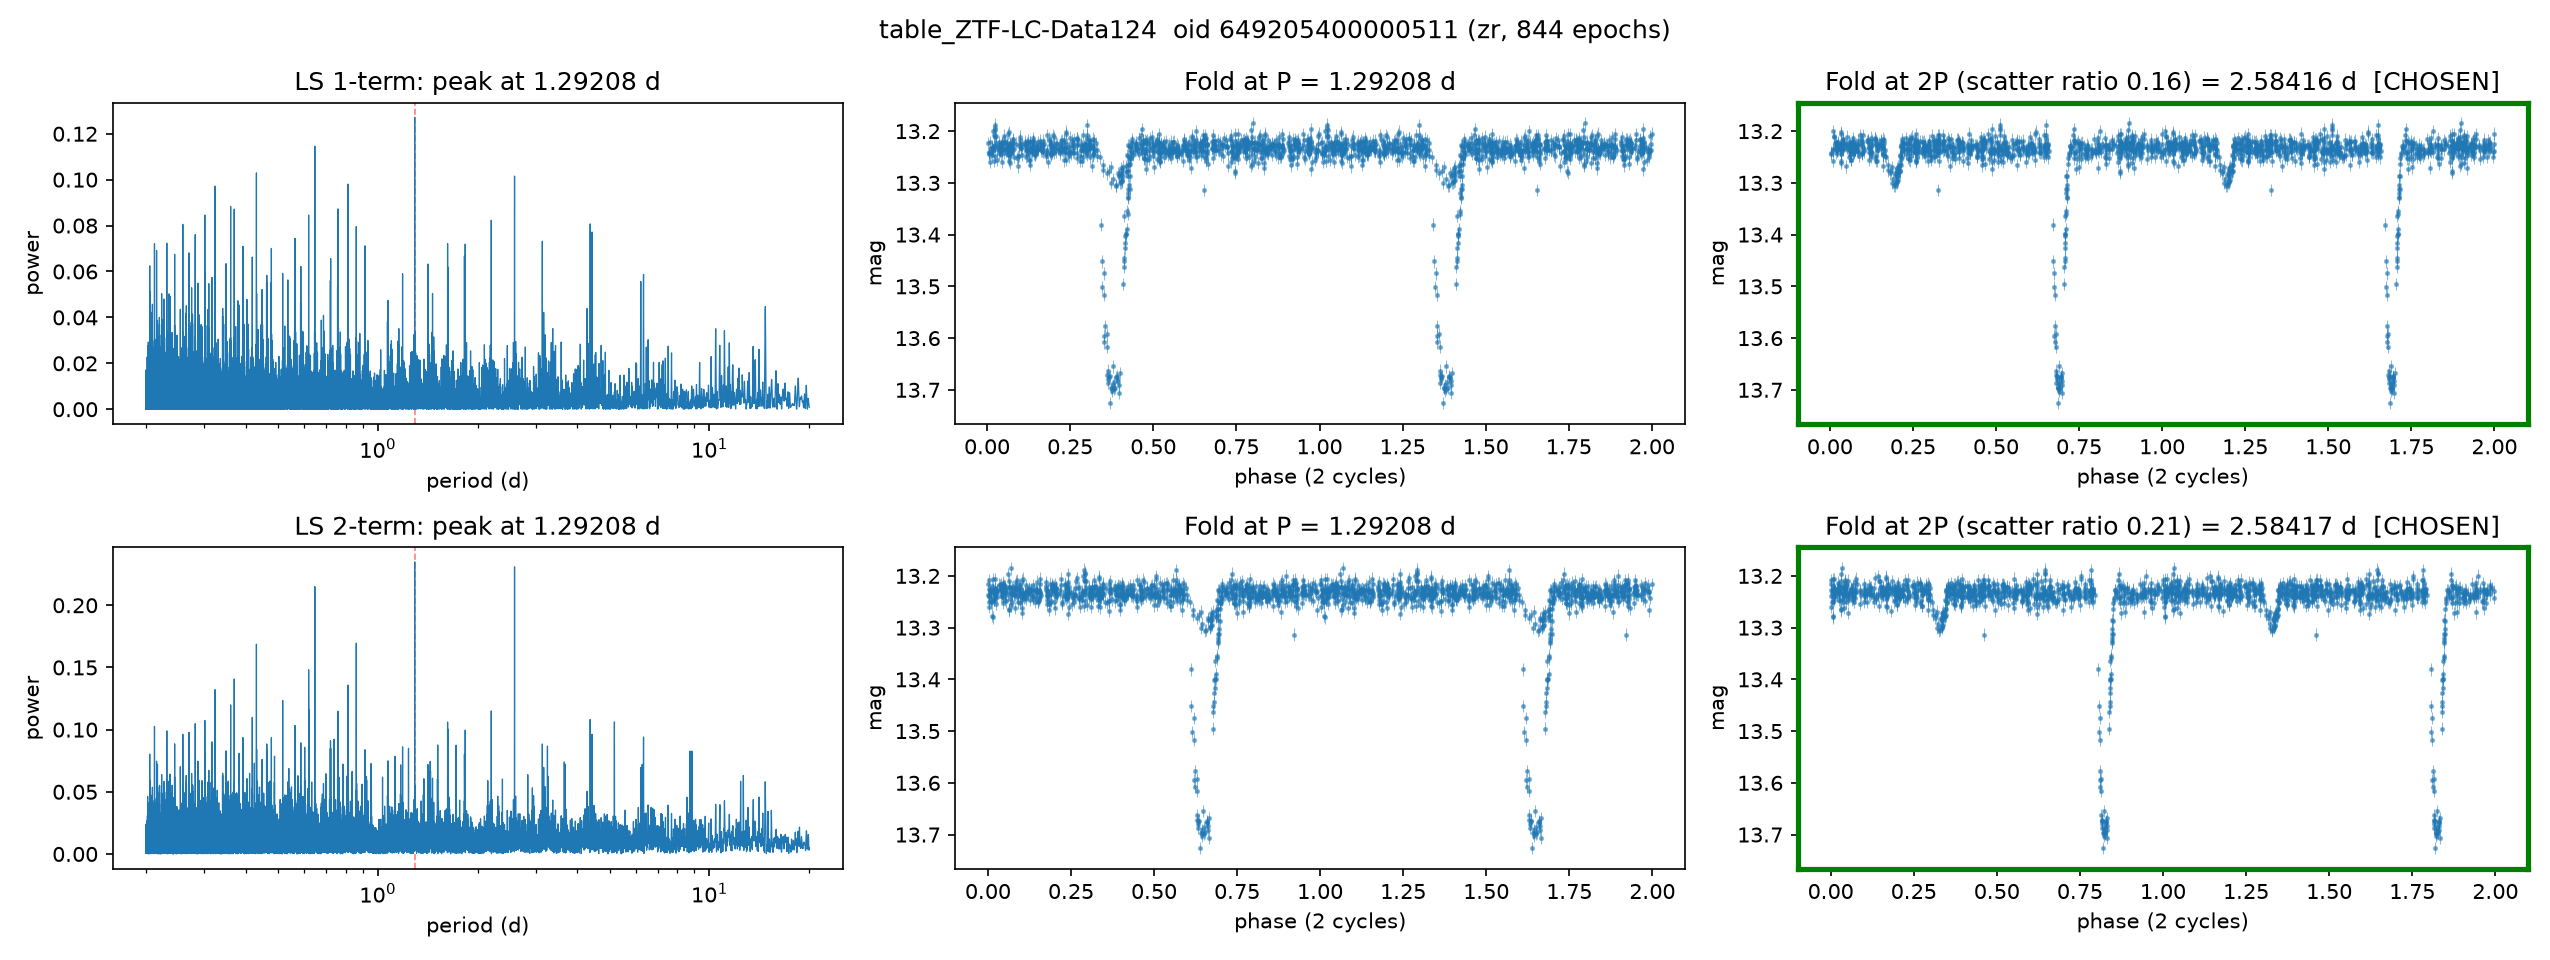 table_ZTF-LC-Data124  oid 649205400000511 (zr, 844 epochs)
LS 1-term: peak at 1.29208 d
Fold at P = 1.29208 d
Fold at 2P (scatter ratio 0.16) = 2.58416 d  [CHOSEN]
0.12
0.10
0.08
0.06
0.04
0.02
0.00
power
10⁰
10¹
period (d)
13.2
13.3
13.4
13.5
13.6
13.7
mag
0.00 0.25 0.50 0.75 1.00 1.25 1.50 1.75 2.00
phase (2 cycles)
13.2
13.3
13.4
13.5
13.6
13.7
mag
0.00 0.25 0.50 0.75 1.00 1.25 1.50 1.75 2.00
phase (2 cycles)
LS 2-term: peak at 1.29208 d
Fold at P = 1.29208 d
Fold at 2P (scatter ratio 0.21) = 2.58417 d  [CHOSEN]
0.20
0.15
0.10
0.05
0.00
power
10⁰
10¹
period (d)
13.2
13.3
13.4
13.5
13.6
13.7
mag
0.00 0.25 0.50 0.75 1.00 1.25 1.50 1.75 2.00
phase (2 cycles)
13.2
13.3
13.4
13.5
13.6
13.7
mag
0.00 0.25 0.50 0.75 1.00 1.25 1.50 1.75 2.00
phase (2 cycles)